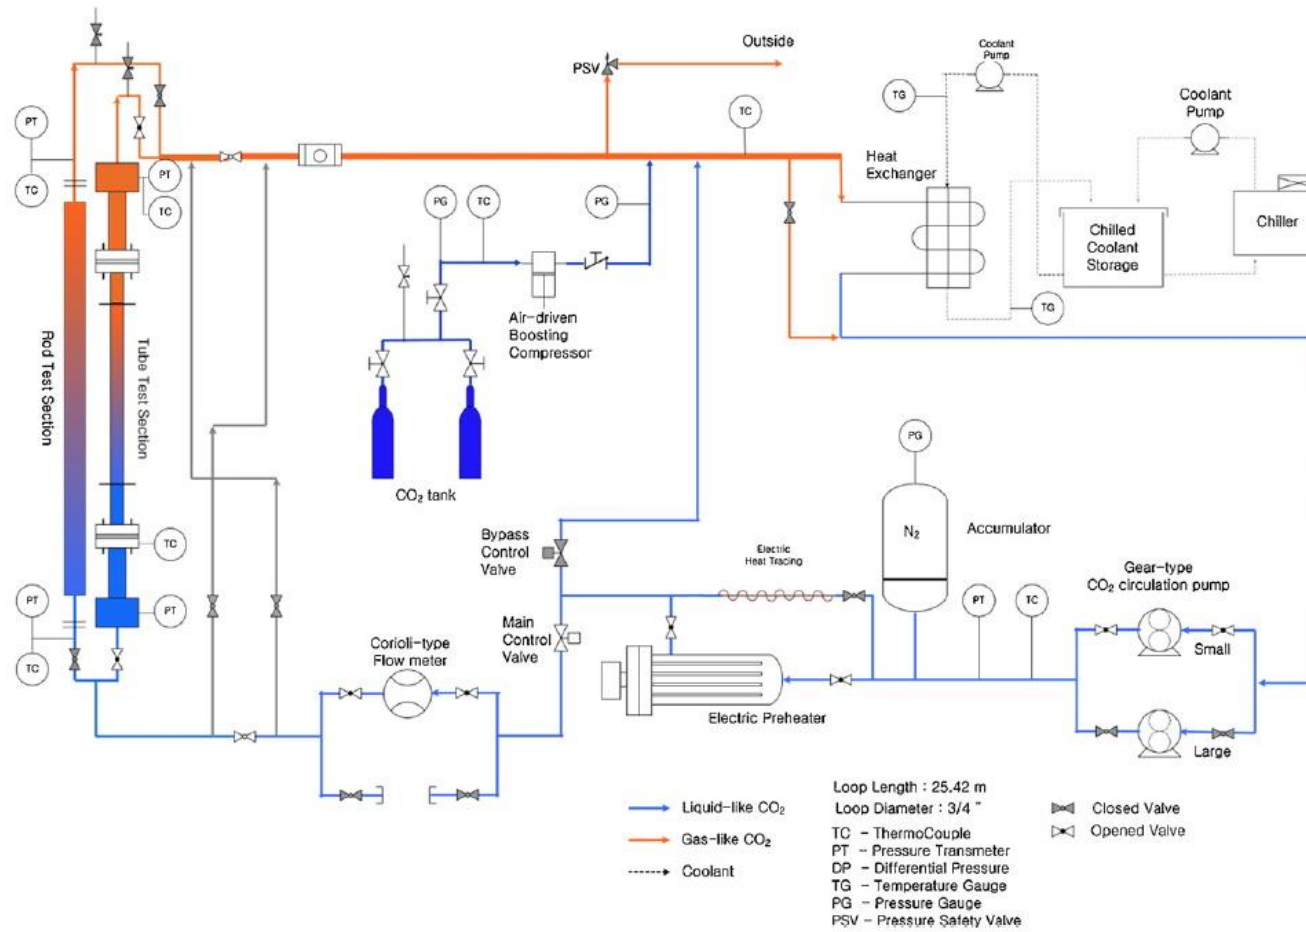 Outside
PSV
Coolant
Pump
TG
Coolant
Pump
PT
TC
PT
TC
TC
Heat
Exchanger
PG
TC
PG
Chilled
Coolant
Storage
Chiller
TG
Air-driven
Boosting
Compressor
Rod Test Section
Tube Test Section
CO₂ tank
PG
N₂
Accumulator
TC
Bypass
Control
Valve
Electric
Heat Tracing
Gear-type
CO₂ circulation pump
PT
TC
PT
PT
TC
Main
Control
Valve
Small
Corioli-type
Flow meter
Electric Preheater
Large
Liquid-like CO₂
Gas-like CO₂
Coolant
Loop Length : 25.42 m
Loop Diameter : 3/4 "
TC - ThermoCouple
PT - Pressure Transmeter
DP - Differential Pressure
TG - Temperature Gauge
PG - Pressure Gauge
PSV - Pressure Safety Valve
Closed Valve
Opened Valve